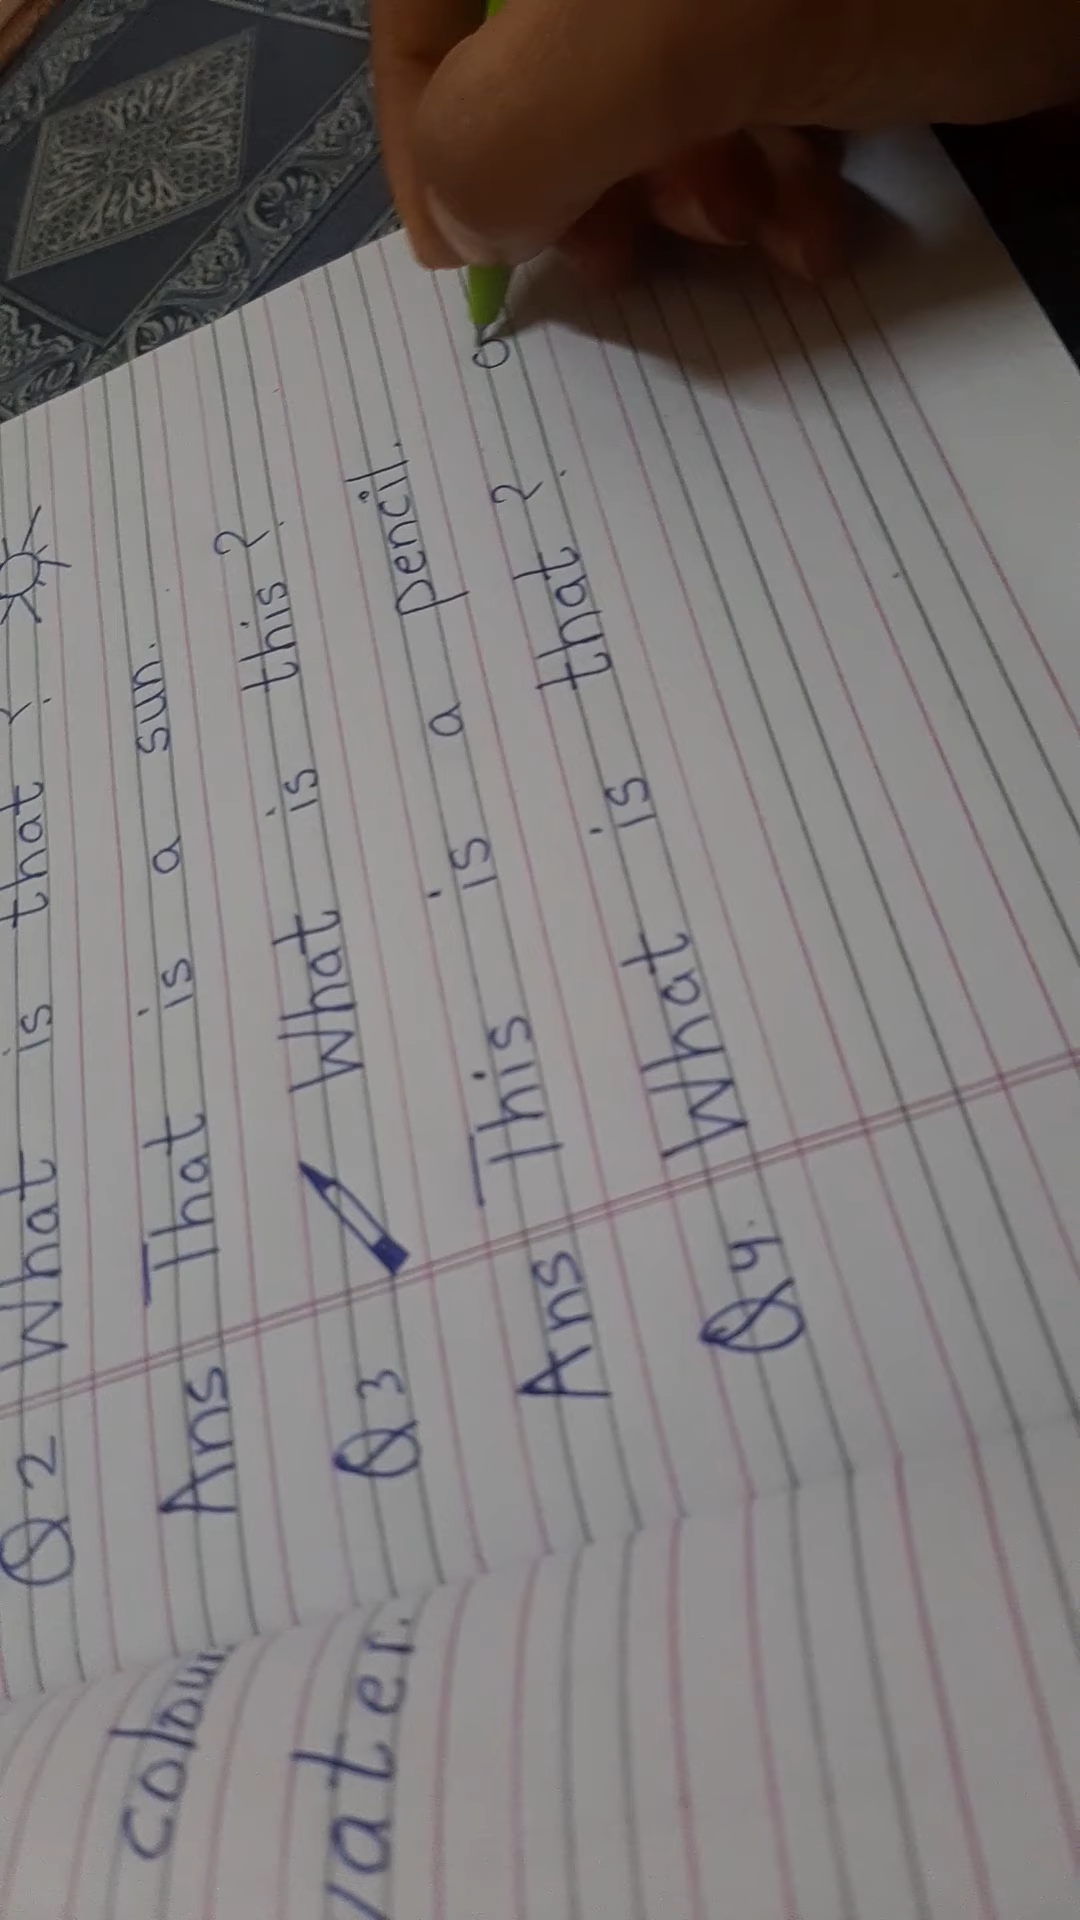 Q2 What is that ?
Ans That is a sun.
Q3 What is this ?
Ans This is a pencil.
Q4. What is that ?
colour
ater.